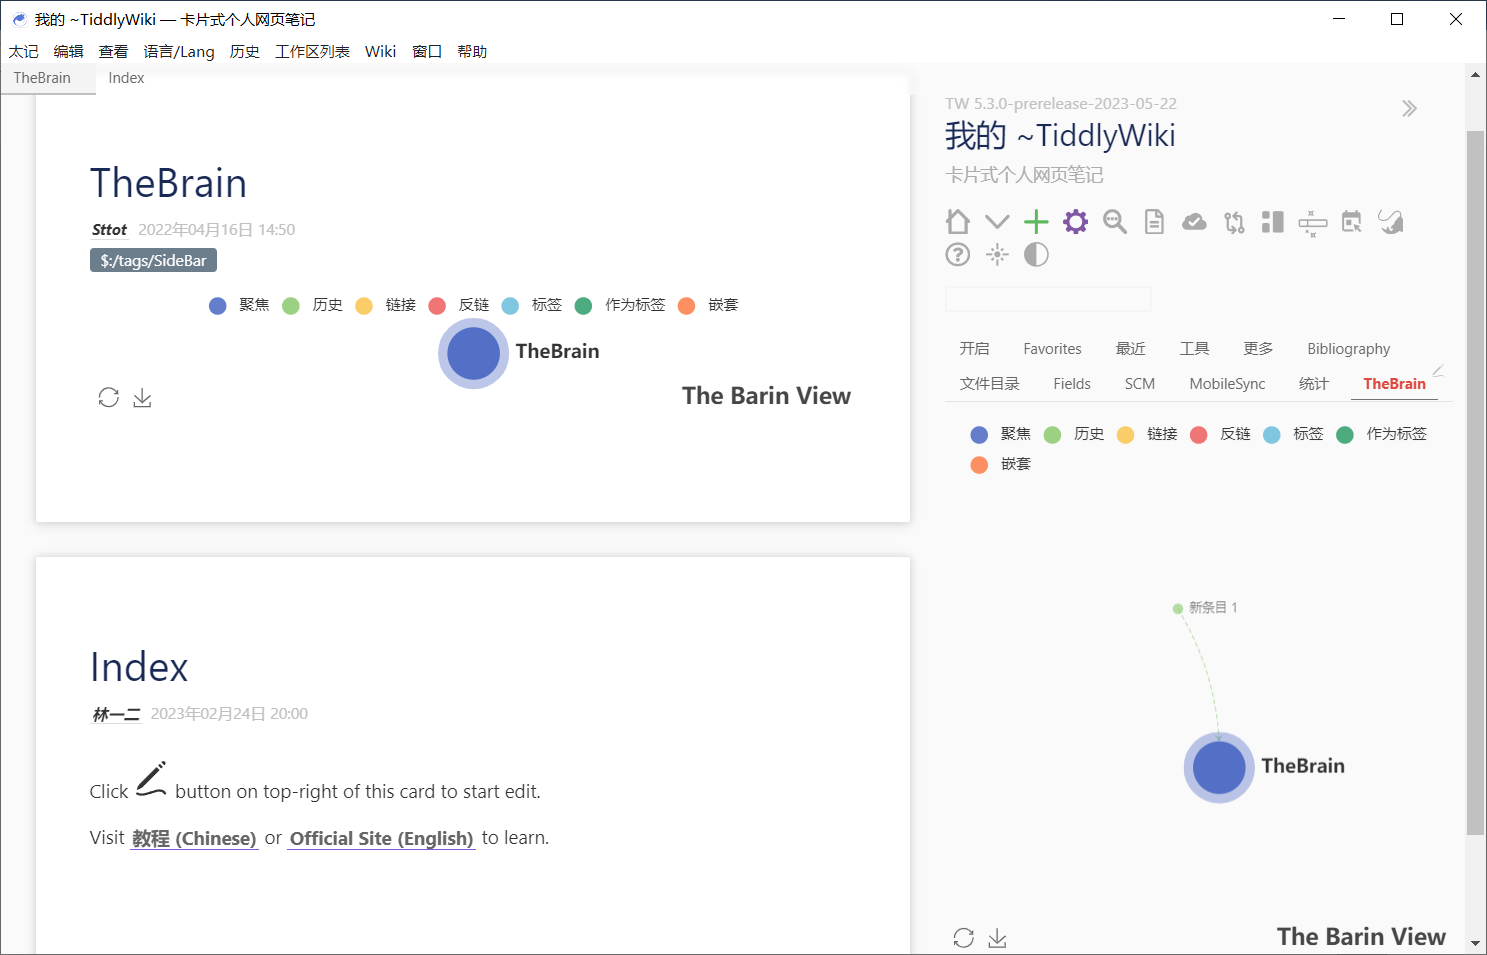 我的 ~TiddlyWiki — 卡片式个人网页笔记
太记 编辑 查看 语言/Lang 历史 工作区列表 Wiki 窗口 帮助
TheBrain Index
TheBrain
Sttot 2022年04月16日 14:50
$:/tags/SideBar
聚焦 历史 链接 反链 标签 作为标签 嵌套
TheBrain
The Barin View
Index
林一二 2023年02月24日 20:00
Click button on top-right of this card to start edit.
Visit 教程 (Chinese) or Official Site (English) to learn.
TW 5.3.0-prerelease-2023-05-22
我的 ~TiddlyWiki
卡片式个人网页笔记
开启 Favorites 最近 工具 更多 Bibliography
文件目录 Fields SCM MobileSync 统计 TheBrain
聚焦 历史 链接 反链 标签 作为标签
嵌套
新条目 1
TheBrain
The Barin View